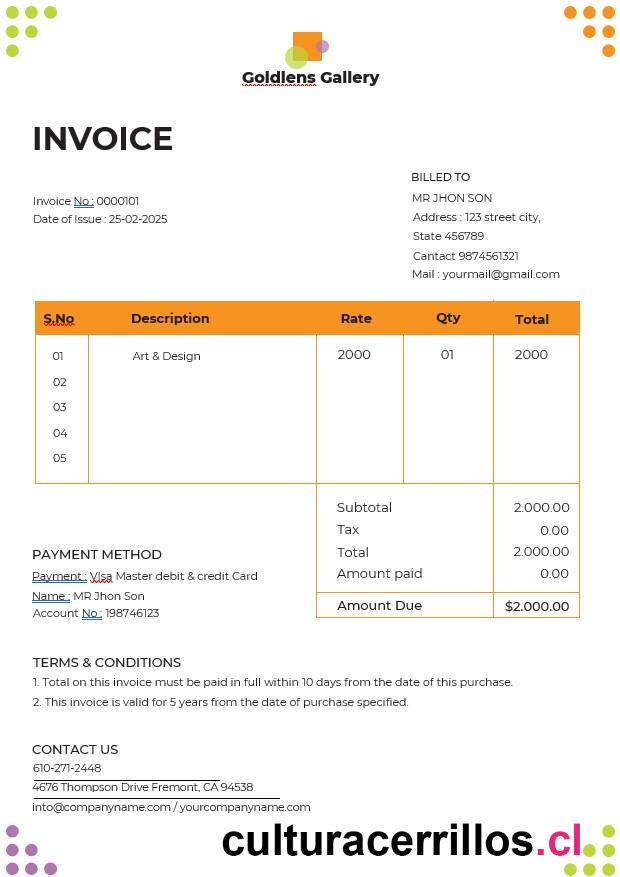 Goldlens Gallery
INVOICE
Invoice No : 0000101
Date of Issue : 25-02-2025
BILLED TO
MR JHON SON
Address : 123 street city,
State 456789
Cantact 9874561321
Mail : yourmail@gmail.com
S.No Description Rate Qty Total
01 Art & Design 2000 01 2000
02
03
04
05
Subtotal 2.000.00
Tax 0.00
Total 2.000.00
Amount paid 0.00
Amount Due $2.000.00
PAYMENT METHOD
Payment : VIsa Master debit & credit Card
Name : MR Jhon Son
Account No : 198746123
TERMS & CONDITIONS
1. Total on this invoice must be paid in full within 10 days from the date of this purchase.
2. This invoice is valid for 5 years from the date of purchase specified.
CONTACT US
610-271-2448
4676 Thompson Drive Fremont, CA 94538
into@companyname.com / yourcompanyname.com
culturacerrillos.cl